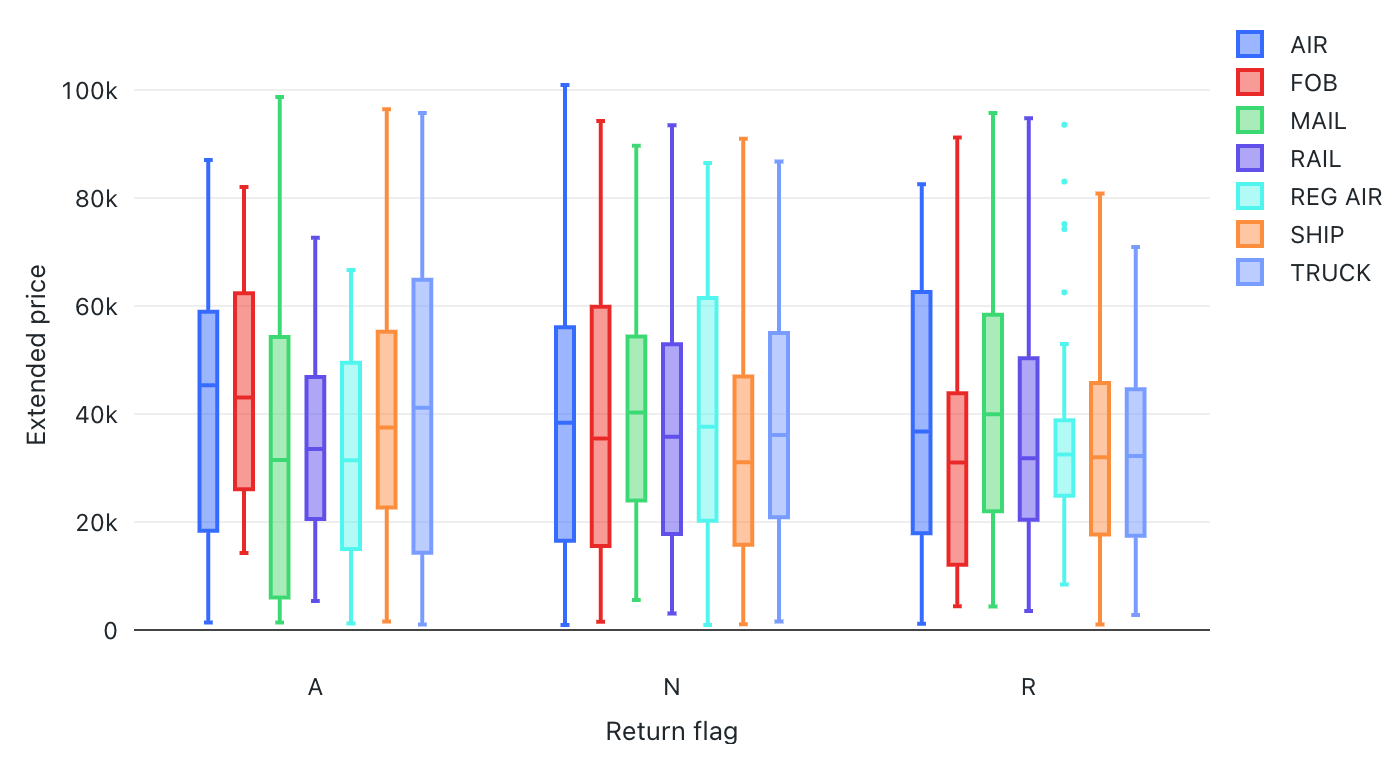 AIR
FOB
MAIL
RAIL
REG AIR
SHIP
TRUCK
Extended price
100k
80k
60k
40k
20k
0
A
N
R
Return flag